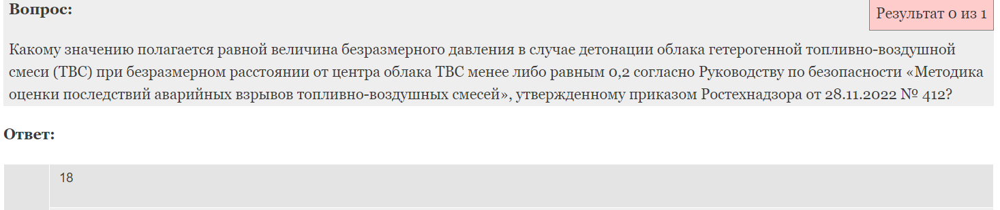 Вопрос:
Результат 0 из 1
Какому значению полагается равной величина безразмерного давления в случае детонации облака гетерогенной топливно-воздушной
смеси (ТВС) при безразмерном расстоянии от центра облака ТВС менее либо равным 0,2 согласно Руководству по безопасности «Методика
оценки последствий аварийных взрывов топливно-воздушных смесей», утвержденному приказом Ростехнадзора от 28.11.2022 № 412?
Ответ:
18